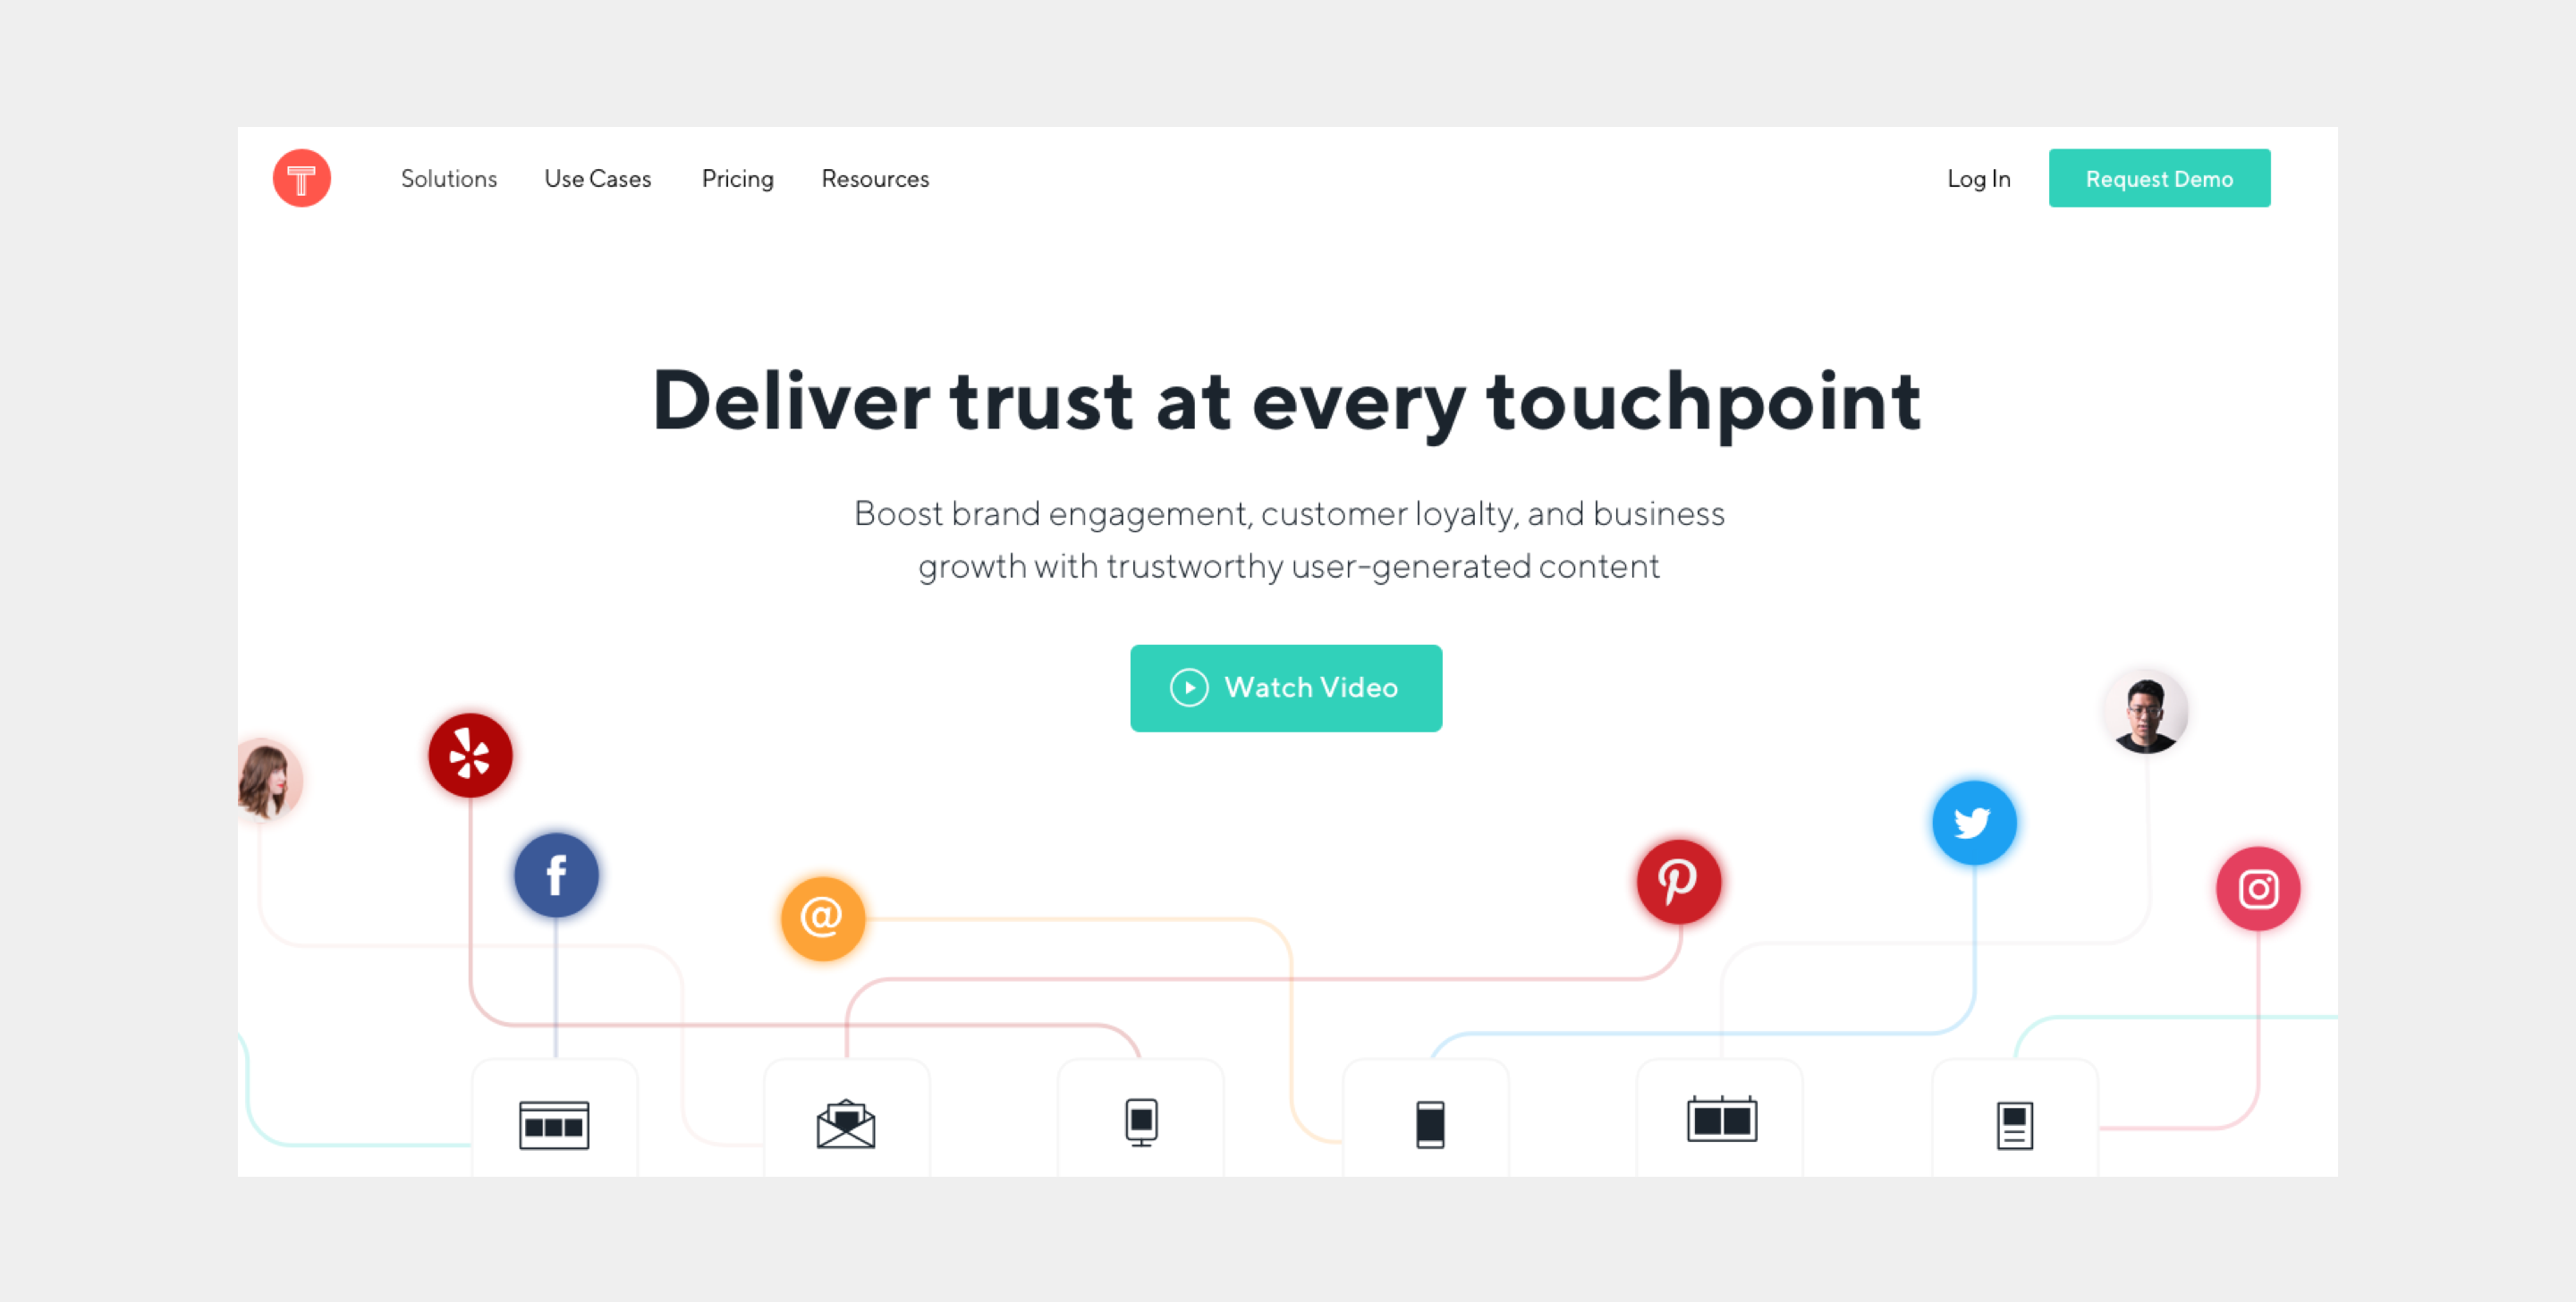 T
Solutions
Use Cases
Pricing
Resources
Log In
Request Demo
Deliver trust at every touchpoint
Boost brand engagement, customer loyalty, and business
growth with trustworthy user-generated content
Watch Video
f
@